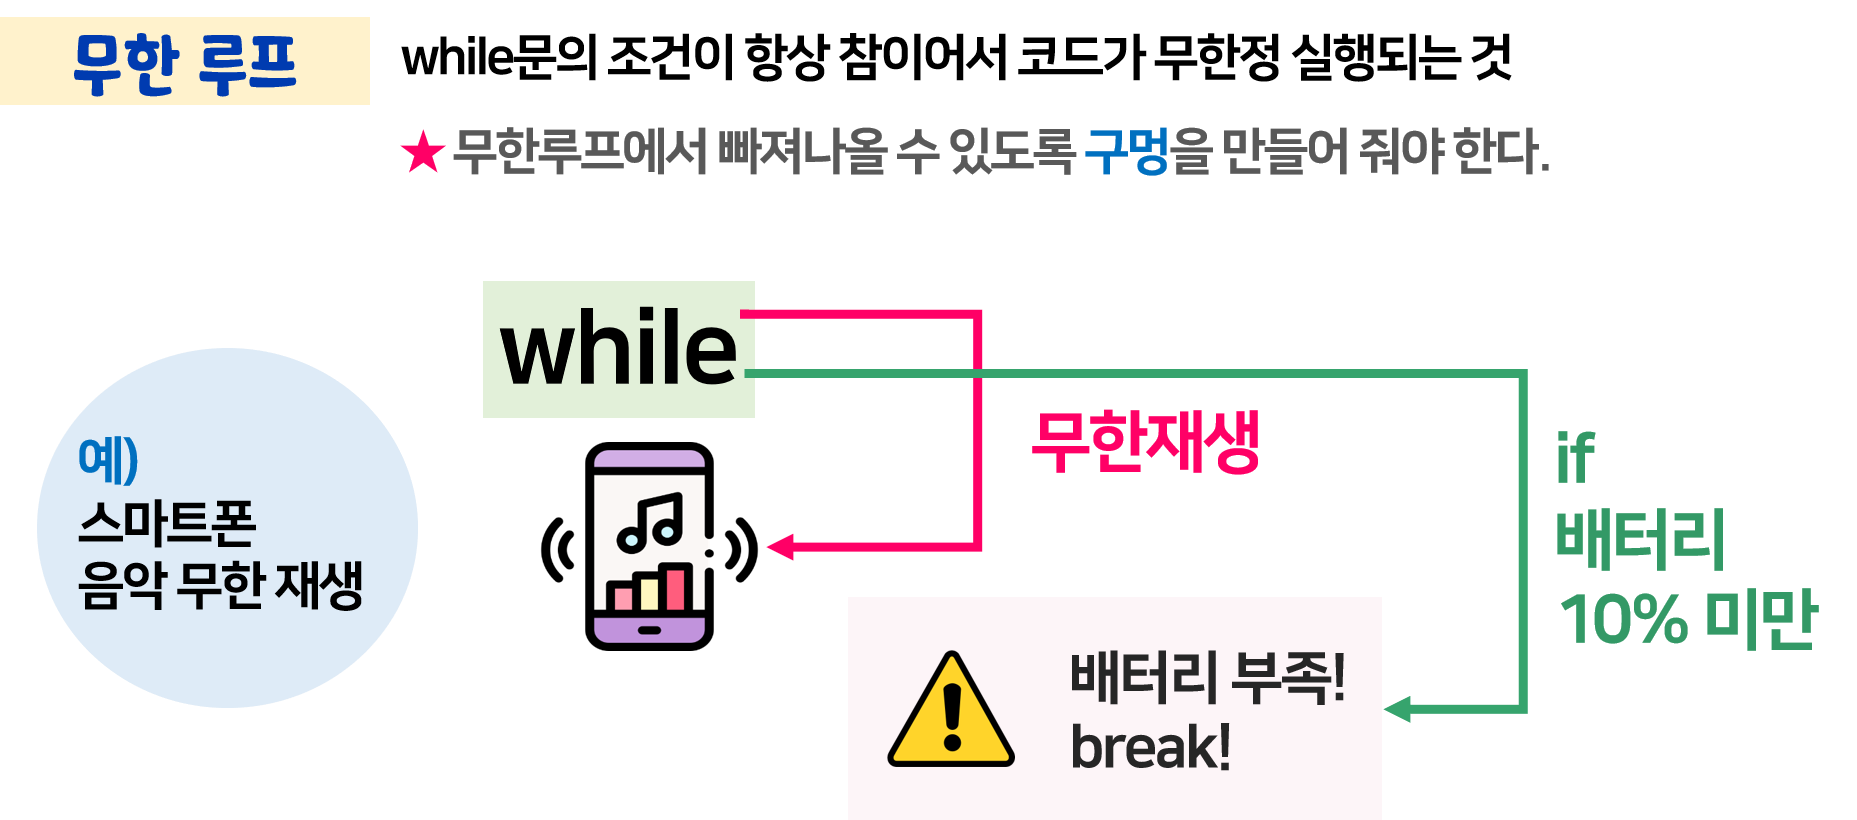 무한 루프
while문의 조건이 항상 참이어서 코드가 무한정 실행되는 것
★ 무한루프에서 빠져나올 수 있도록 구멍을 만들어 줘야 한다.
while
예)
스마트폰
음악 무한 재생
무한재생
if
배터리
10% 미만
배터리 부족!
break!